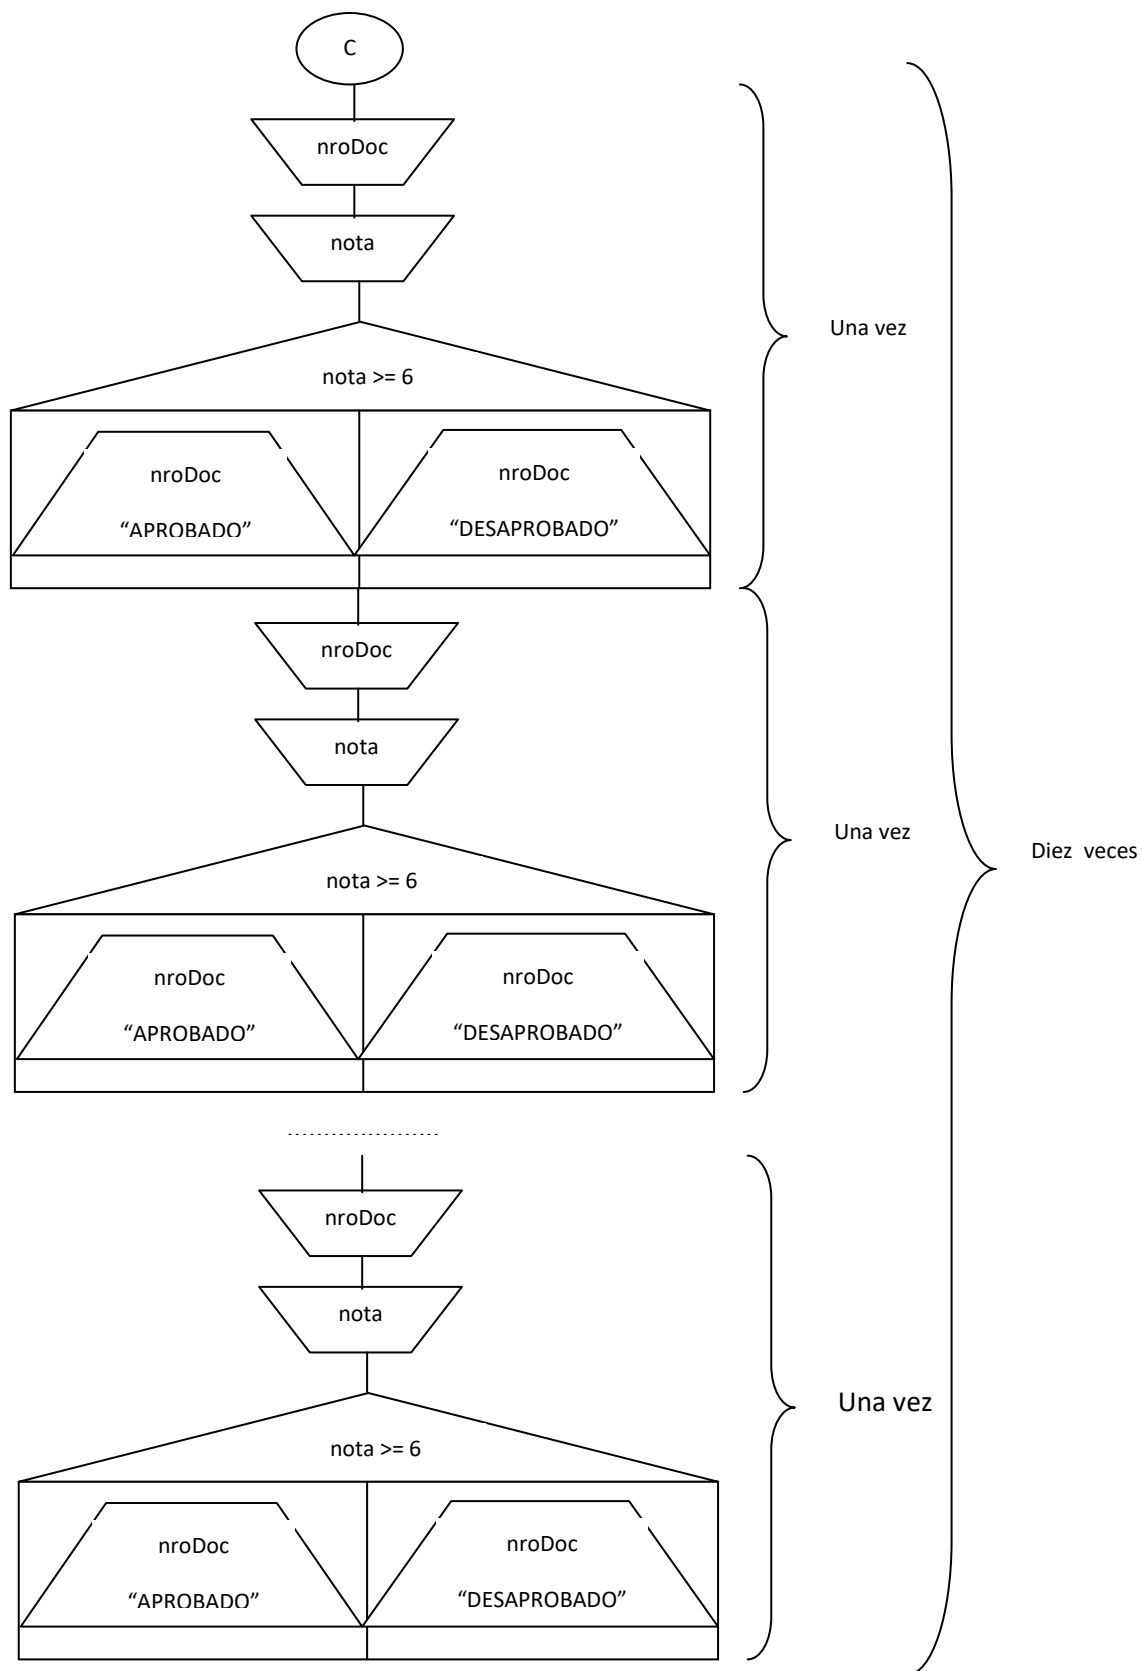 C
nroDoc
nota
Una vez
nota >= 6
nroDoc
nroDoc
“APROBADO”
“DESAPROBADO”
nroDoc
nota
Una vez
Diez veces
nota >= 6
nroDoc
nroDoc
“APROBADO”
“DESAPROBADO”
nroDoc
nota
Una vez
nota >= 6
nroDoc
nroDoc
“APROBADO”
“DESAPROBADO”